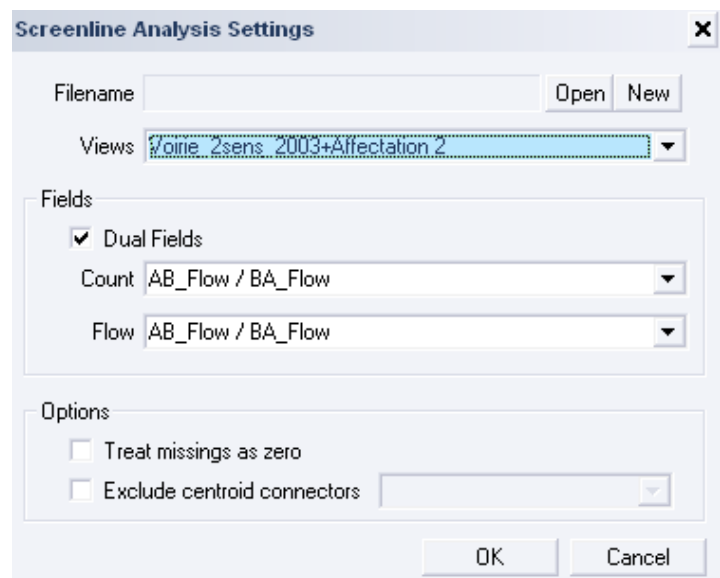 Screenline Analysis Settings
Filename Open New
Views Voirie_2sens_2003+Affectation 2
Fields
Dual Fields
Count AB_Flow / BA_Flow
Flow AB_Flow / BA_Flow
Options
Treat missings as zero
Exclude centroid connectors
OK Cancel